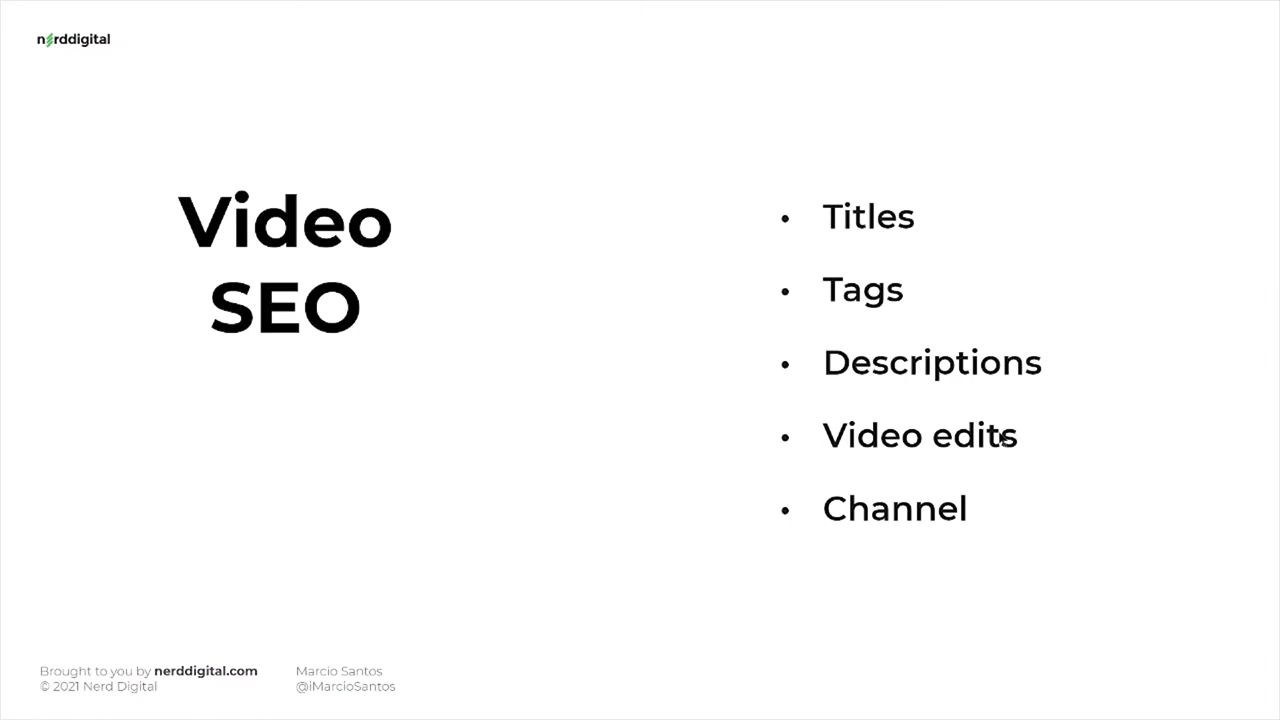 nerddigital
Video
SEO
• Titles
• Tags
• Descriptions
• Video edits
• Channel
Brought to you by nerddigital.com
© 2021 Nerd Digital
Marcio Santos
@iMarcioSantos